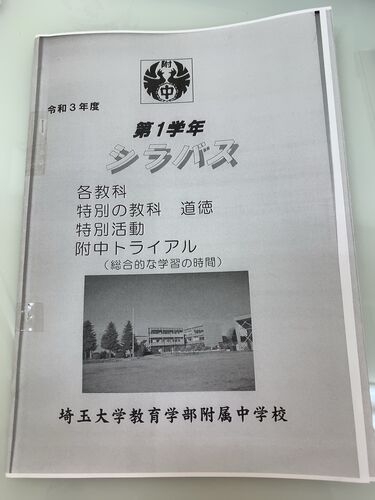 附
中
令和３年度
第１学年
シラバス
各教科
特別の教科　道徳
特別活動
附中トライアル
（総合的な学習の時間）
埼玉大学教育学部附属中学校